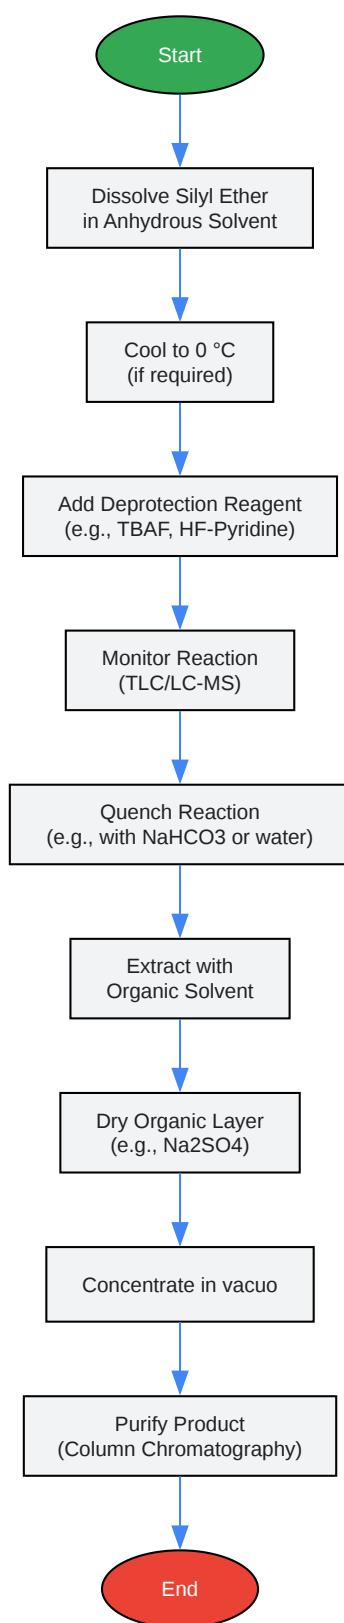 Start
Dissolve Silyl Ether
in Anhydrous Solvent
Cool to 0 °C
(if required)
Add Deprotection Reagent
(e.g., TBAF, HF-Pyridine)
Monitor Reaction
(TLC/LC-MS)
Quench Reaction
(e.g., with NaHCO3 or water)
Extract with
Organic Solvent
Dry Organic Layer
(e.g., Na2SO4)
Concentrate in vacuo
Purify Product
(Column Chromatography)
End